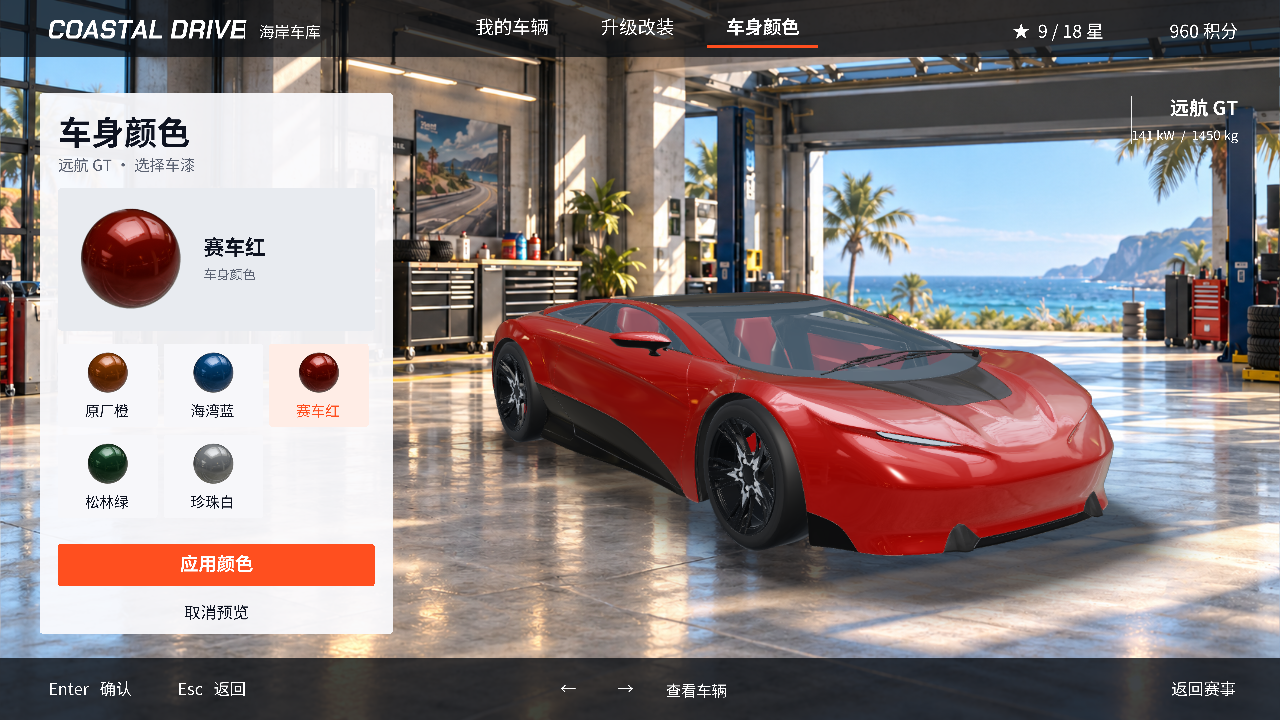 COASTAL DRIVE 海岸车库
我的车辆
升级改装
车身颜色
★ 9 / 18 星
960 积分
远航 GT
141 kW / 1450 kg
车身颜色
远航 GT · 选择车漆
赛车红
车身颜色
原厂橙
海湾蓝
赛车红
松林绿
珍珠白
应用颜色
取消预览
Enter 确认
Esc 返回
← → 查看车辆
返回赛事